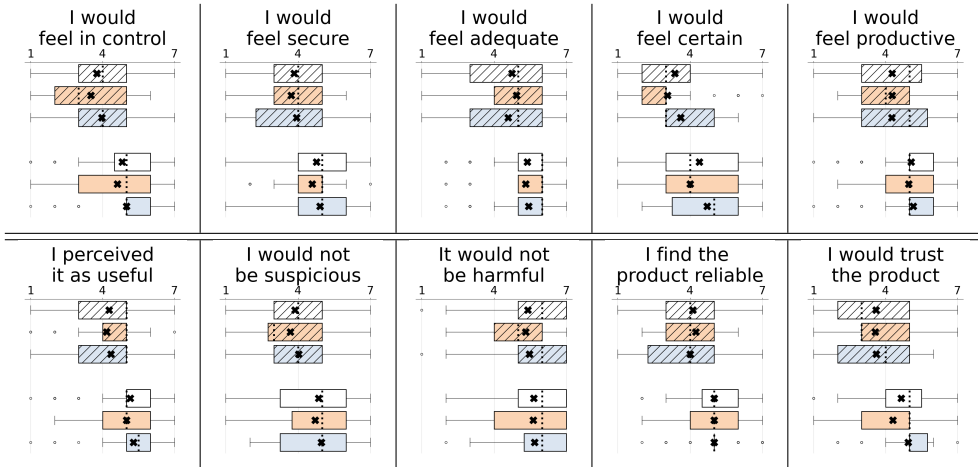 I would
feel in control
1 4 7
I would
feel secure
1 4 7
I would
feel adequate
1 4 7
I would
feel certain
1 4 7
I would
feel productive
1 4 7
I perceived
it as useful
1 4 7
I would not
be suspicious
1 4 7
It would not
be harmful
1 4 7
I find the
product reliable
1 4 7
I would trust
the product
1 4 7